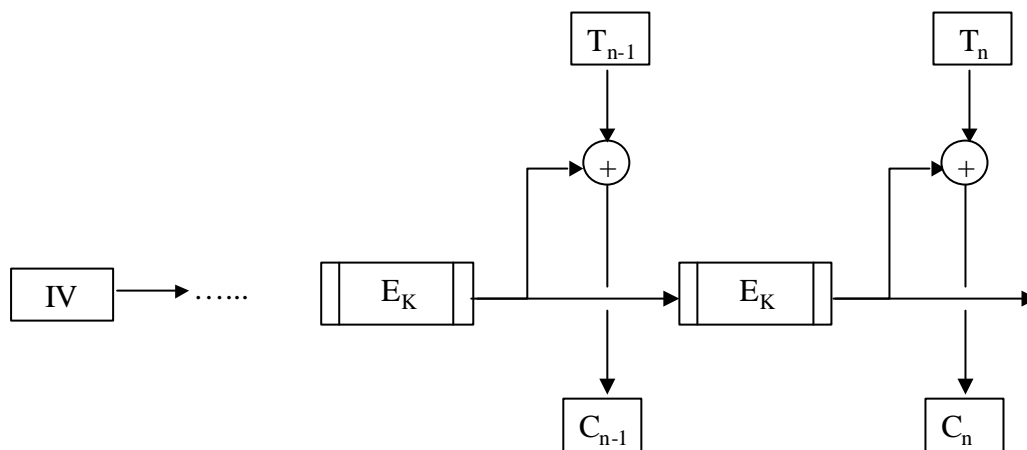 T_{n-1} T_n
+ +
IV …... E_K E_K
C_{n-1} C_n